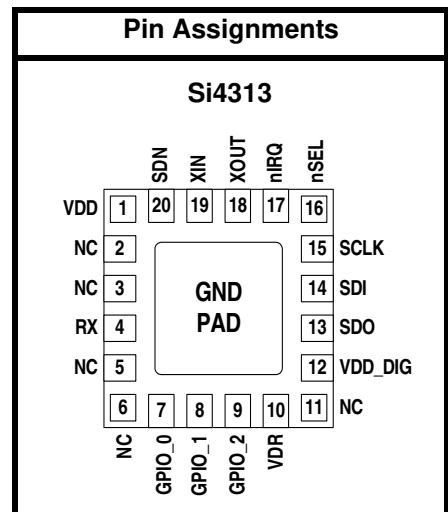 Pin Assignments
Si4313
SDN XIN XOUT nIRQ nSEL
VDD 1 20 19 18 17 16
NC 2 15 SCLK
NC 3 GND 14 SDI
RX 4 PAD 13 SDO
NC 5 12 VDD_DIG
6 7 8 9 10 11 NC
NC GPIO_0 GPIO_1 GPIO_2 VDR